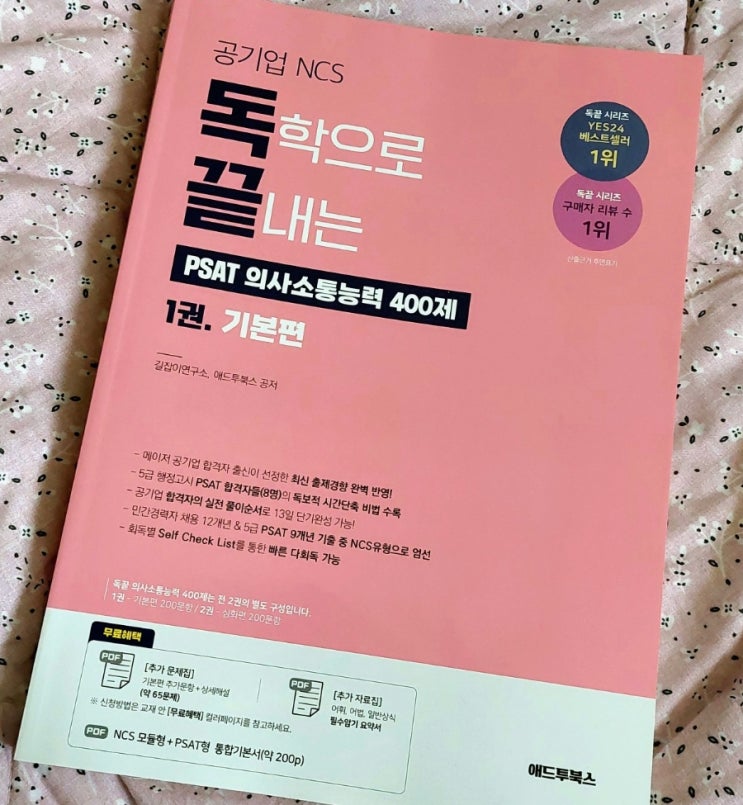 공기업 NCS
독학으로
끝내는
PSAT 의사소통능력 400제
1권. 기본편
길잡이연구소, 애드투북스 공저
독끝 시리즈
YES24
베스트셀러
1위
독끝 시리즈
구매자 리뷰 수
1위
산출근거 후면표기
- 메이저 공기업 합격자 출신이 선정한 최신 출제경향 완벽 반영!
- 5급 행정고시 PSAT 합격자들(8명)의 독보적 시간단축 비법 수록
- 공기업 합격자의 실전 풀이순서로 13일 단기완성 가능!
- 민간경력자 채용 12개년 & 5급 PSAT 9개년 기출 중 NCS유형으로 엄선
- 회독별 Self Check List를 통한 빠른 다회독 가능
독끝 의사소통능력 400제는 전 2권의 별도 구성입니다.
1권 - 기본편 200문항 / 2권 - 심화편 200문항
무료혜택
PDF
[추가 문제집]
기본편 추가문항 + 상세해설
(약 65문제)
PDF
[추가 자료집]
어휘, 어법, 일반상식
필수암기 요약서
※ 신청방법은 교재 안 [무료혜택] 컬러페이지를 참고하세요.
PDF NCS 모듈형 + PSAT형 통합기본서(약 200p)
애드투북스